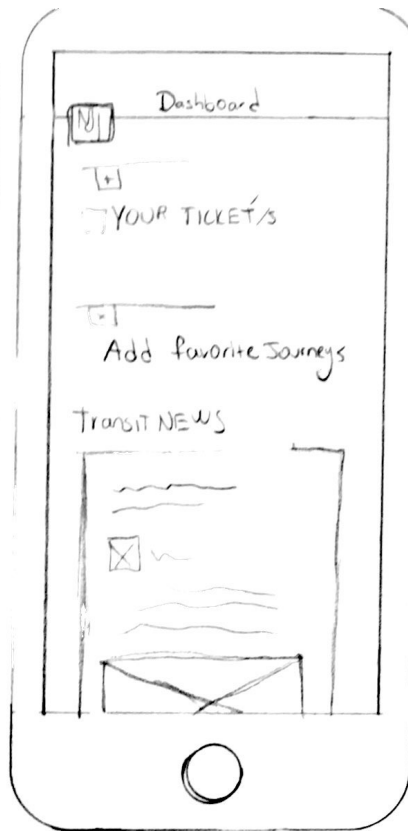 Dashboard
NJ
+
YOUR TICKET/s
Add favorite Journeys
Transit NEWS